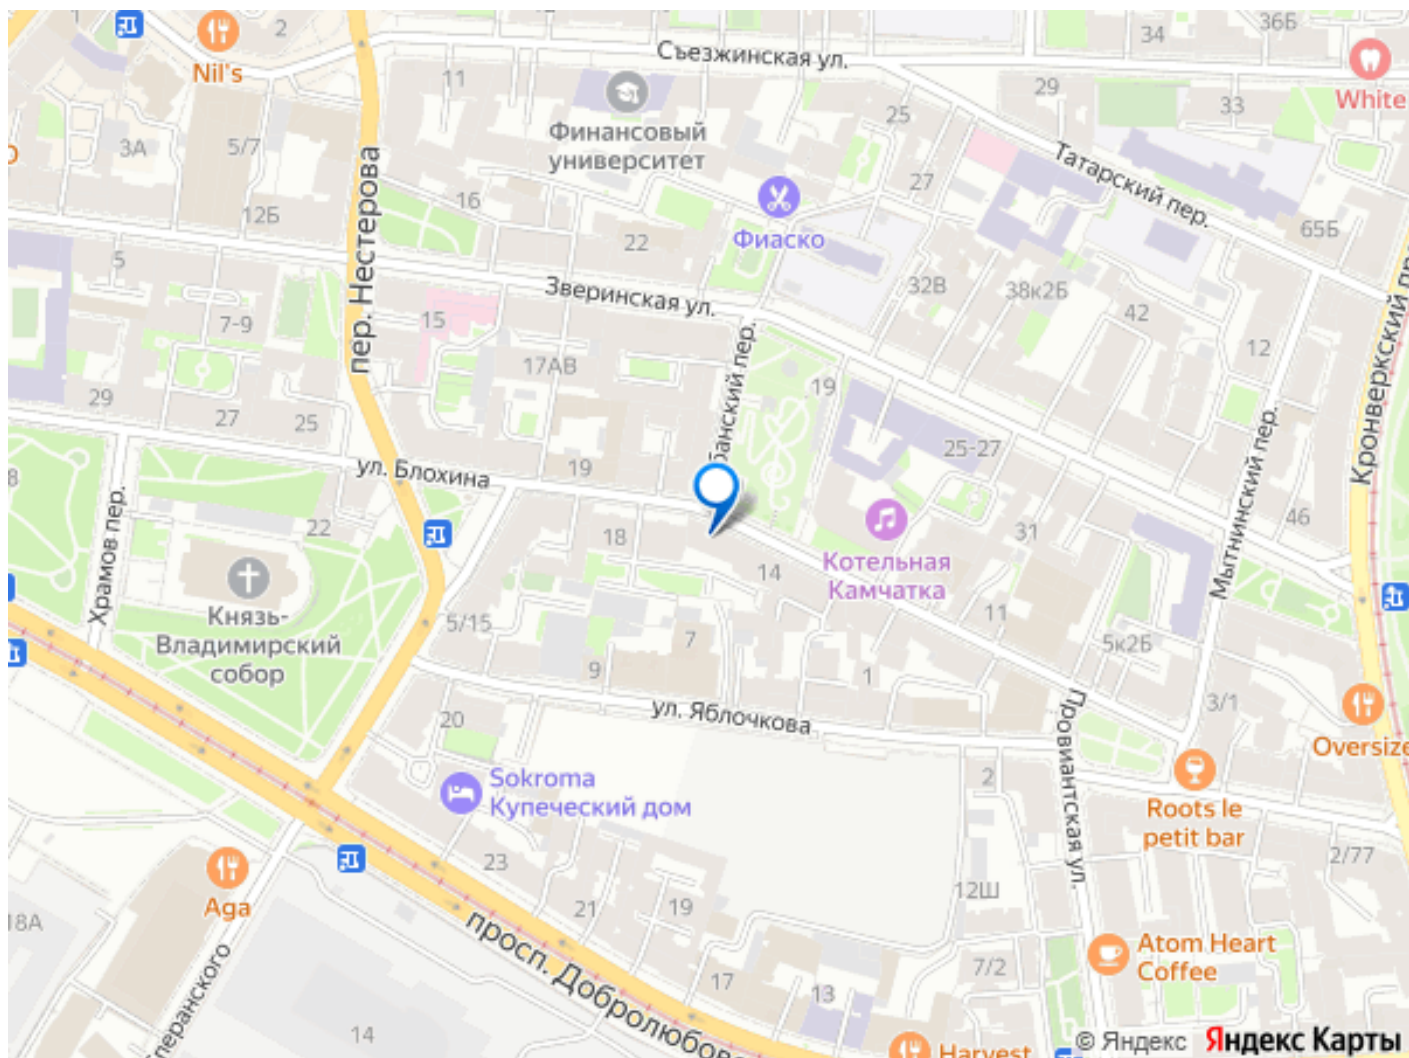 2
Nil's
11
Съезжинская ул.
34
36Б
29
33
White
Финансовый
университет
25
3А
5/7
пер. Нестерова
16
12Б
27
Татарский пер.
65Б
22
Фиаско
5
Зверинская ул.
32В
38к2Б
42
12
7-9
15
17АВ
19
29
27
25
25-27
Мытнинский пер.
ул. Блохина
19
22
Храмов пер.
18
14
Котельная
Камчатка
31
46
11
5к2Б
Князь-
Владимирский
собор
5/15
7
9
1
3/1
ул. Яблочкова
20
Провиантская ул.
Oversize
Sokroma
Купеческий дом
2
Roots le
petit bar
2/77
23
Aga
21
19
12Ш
18А
просп. Добролюбова
17
13
7/2
Atom Heart
Coffee
14
Harvest
© Яндекс Яндекс Карты